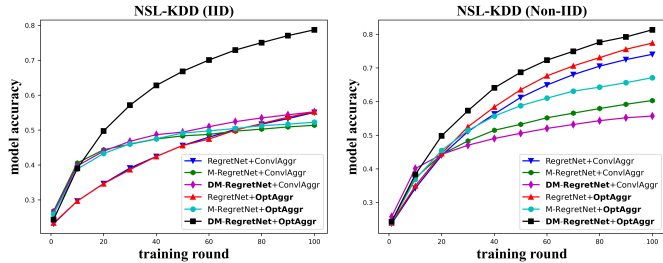 NSL-KDD (IID)
model accuracy
0.8
0.7
0.6
0.5
0.4
0.3
RegretNet+ConvlAggr
M-RegretNet+ConvlAggr
DM-RegretNet+ConvlAggr
RegretNet+OptAggr
M-RegretNet+OptAggr
DM-RegretNet+OptAggr
0 20 40 60 80 100
training round
NSL-KDD (Non-IID)
model accuracy
0.8
0.7
0.6
0.5
0.4
0.3
RegretNet+ConvlAggr
M-RegretNet+ConvlAggr
DM-RegretNet+ConvlAggr
RegretNet+OptAggr
M-RegretNet+OptAggr
DM-RegretNet+OptAggr
0 20 40 60 80 100
training round